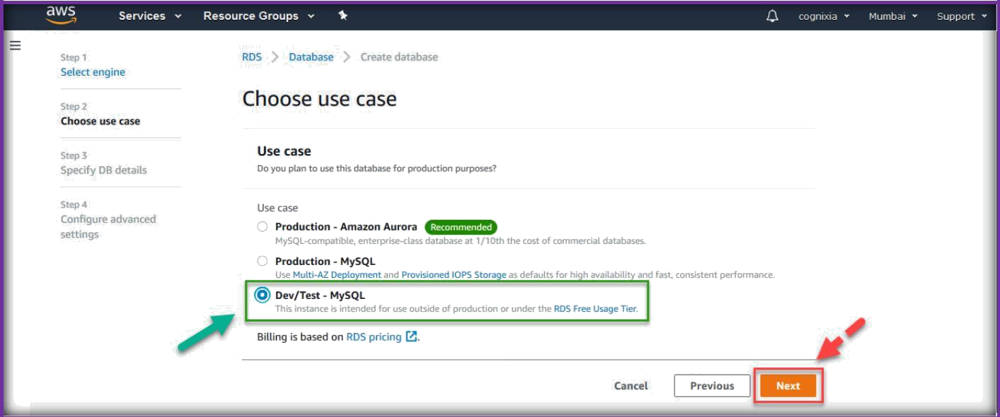 aws Services Resource Groups cognixia Mumbai Support
Step 1
Select engine
Step 2
Choose use case
Step 3
Specify DB details
Step 4
Configure advanced
settings
RDS Database Create database
Choose use case
Use case
Do you plan to use this database for production purposes?
Use case
Production - Amazon Aurora Recommended
MySQL-compatible, enterprise-class database at 1/10th the cost of commercial databases.
Production - MySQL
Use Multi-AZ Deployment and Provisioned IOPS Storage as defaults for high availability and fast, consistent performance.
Dev/Test - MySQL
This instance is intended for use outside of production or under the RDS Free Usage Tier.
Billing is based on RDS pricing.
Cancel Previous Next